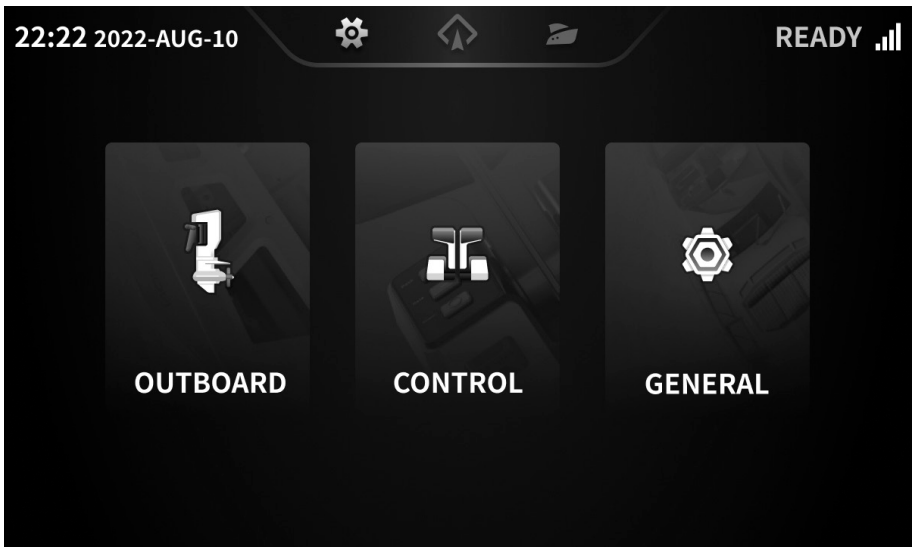 22:22 2022-AUG-10
READY
OUTBOARD
CONTROL
GENERAL